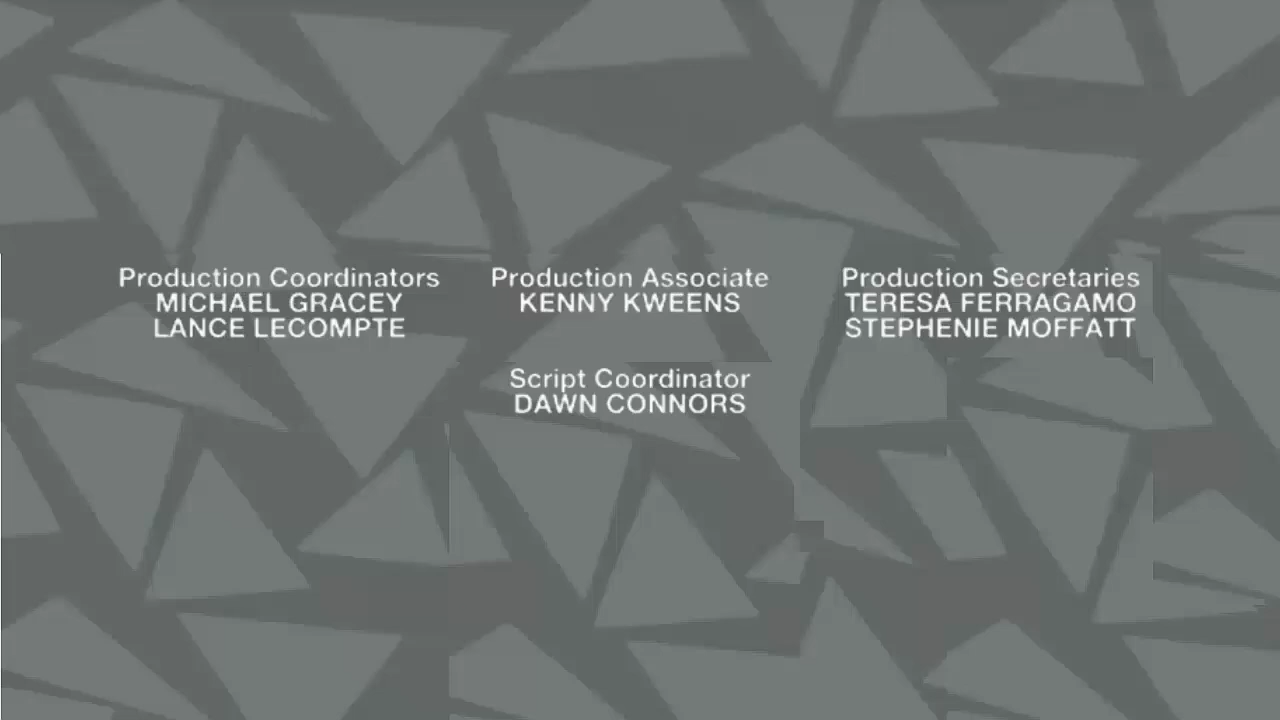 Production Coordinators
MICHAEL GRACEY
LANCE LECOMPTE
Production Associate
KENNY KWEENS
Script Coordinator
DAWN CONNORS
Production Secretaries
TERESA FERRAGAMO
STEPHENIE MOFFATT